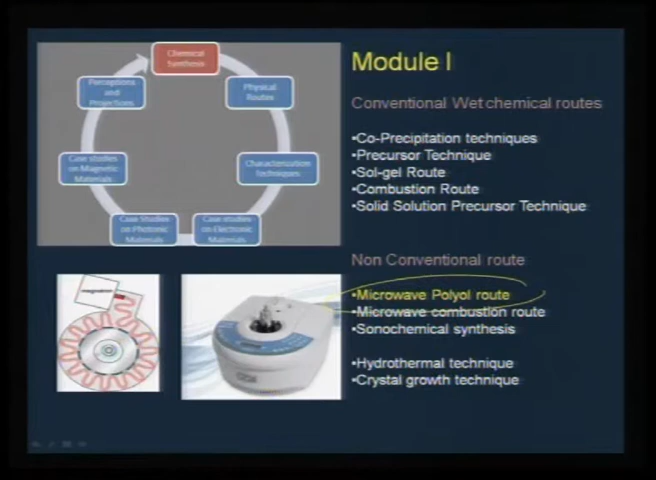 Chemical
Synthesis
Physical
Routes
Characterization
Techniques
Case studies
on Electronic
Materials
Case Studies
on Photonic
Materials
Case studies
on Magnetic
Materials
Perceptions
and
Projections
Module I
Conventional Wet chemical routes
•Co-Precipitation techniques
•Precursor Technique
•Sol-gel Route
•Combustion Route
•Solid Solution Precursor Technique
Non Conventional route
•Microwave Polyol route
•Microwave combustion route
•Sonochemical synthesis
•Hydrothermal technique
•Crystal growth technique
magnetron